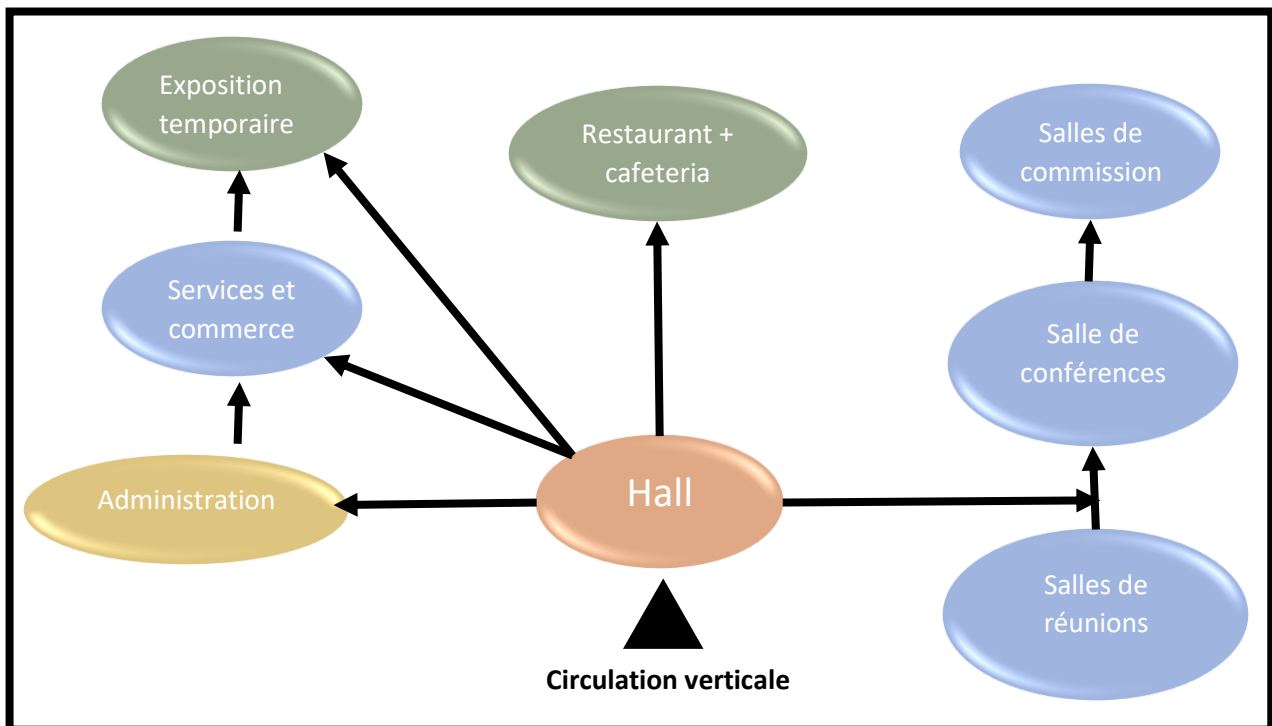 Exposition
temporaire
Restaurant +
cafeteria
Salles de
commission
Services et
commerce
Salle de
conférences
Administration
Hall
Salles de
réunions
Circulation verticale